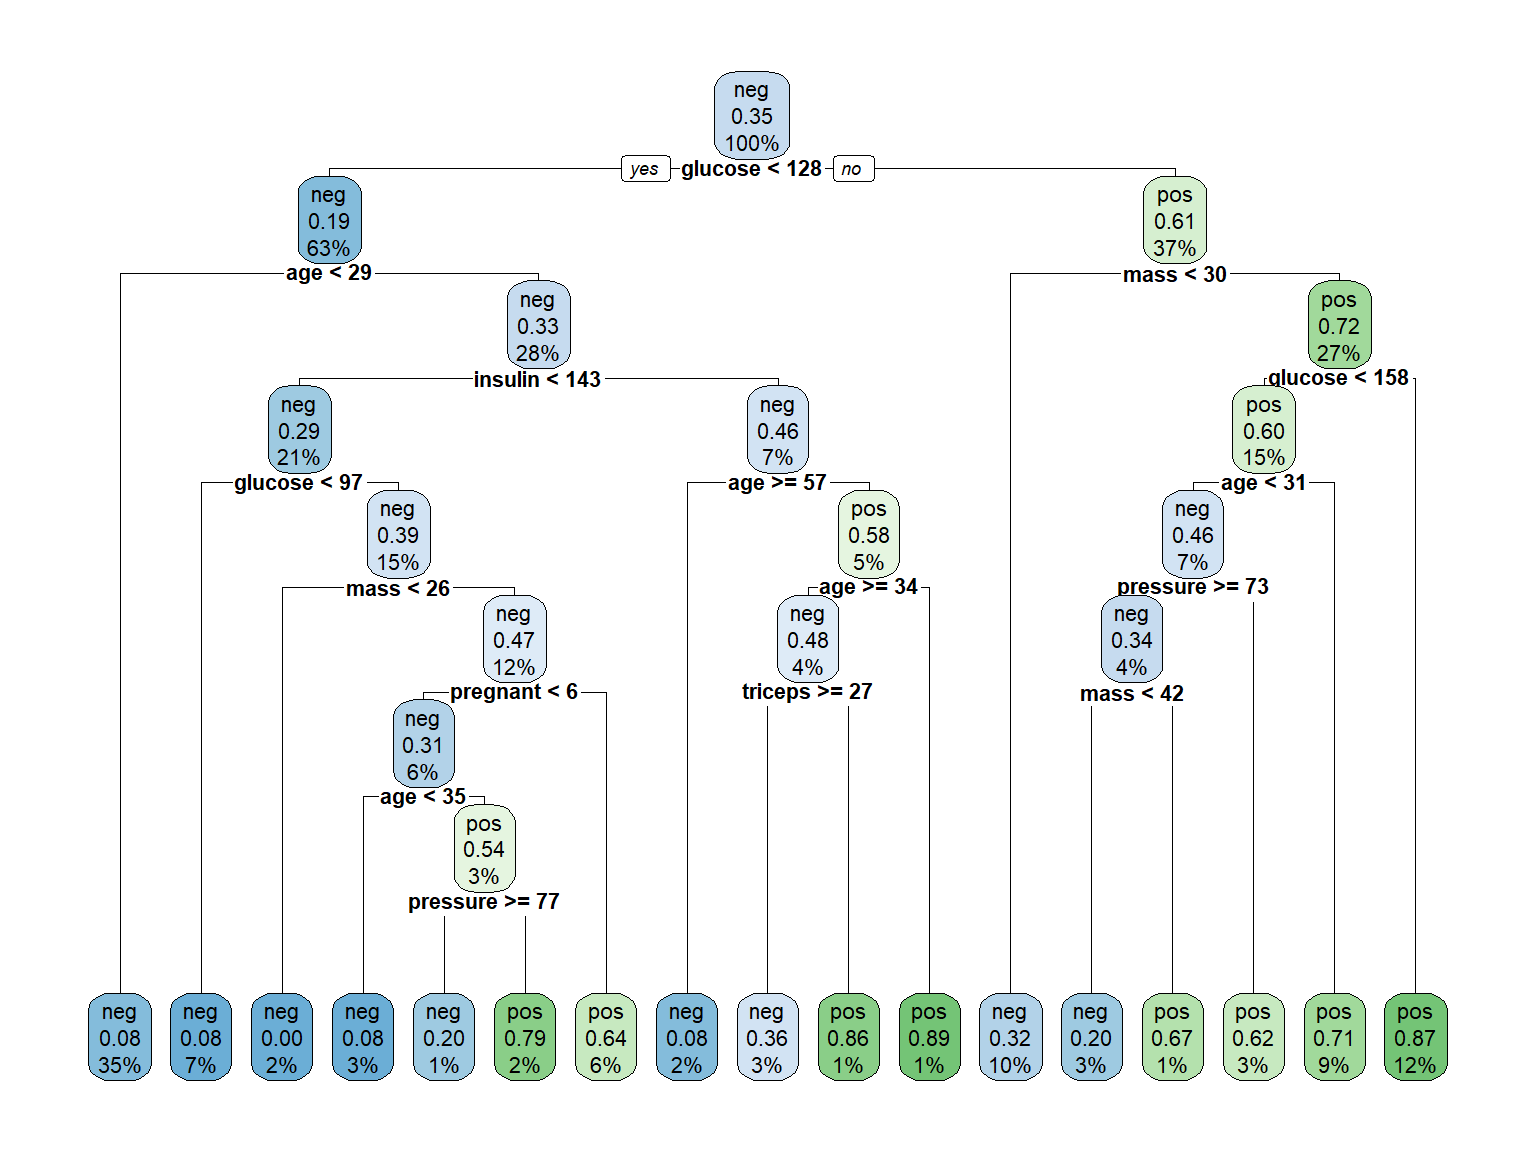 neg
0.35
100%
yes glucose < 128 no
neg
0.19
63%
age < 29
pos
0.61
37%
mass < 30
neg
0.33
28%
insulin < 143
pos
0.72
27%
glucose < 158
neg
0.29
21%
glucose < 97
neg
0.46
7%
age >= 57
pos
0.60
15%
age < 31
neg
0.39
15%
mass < 26
pos
0.58
5%
age >= 34
neg
0.46
7%
pressure >= 73
neg
0.47
12%
pregnant < 6
neg
0.48
4%
triceps >= 27
neg
0.34
4%
mass < 42
neg
0.31
6%
age < 35
pos
0.54
3%
pressure >= 77
neg
0.08
35%
neg
0.08
7%
neg
0.00
2%
neg
0.08
3%
neg
0.20
1%
pos
0.79
2%
pos
0.64
6%
neg
0.08
2%
neg
0.36
3%
pos
0.86
1%
pos
0.89
1%
neg
0.32
10%
neg
0.20
3%
pos
0.67
1%
pos
0.62
3%
pos
0.71
9%
pos
0.87
12%